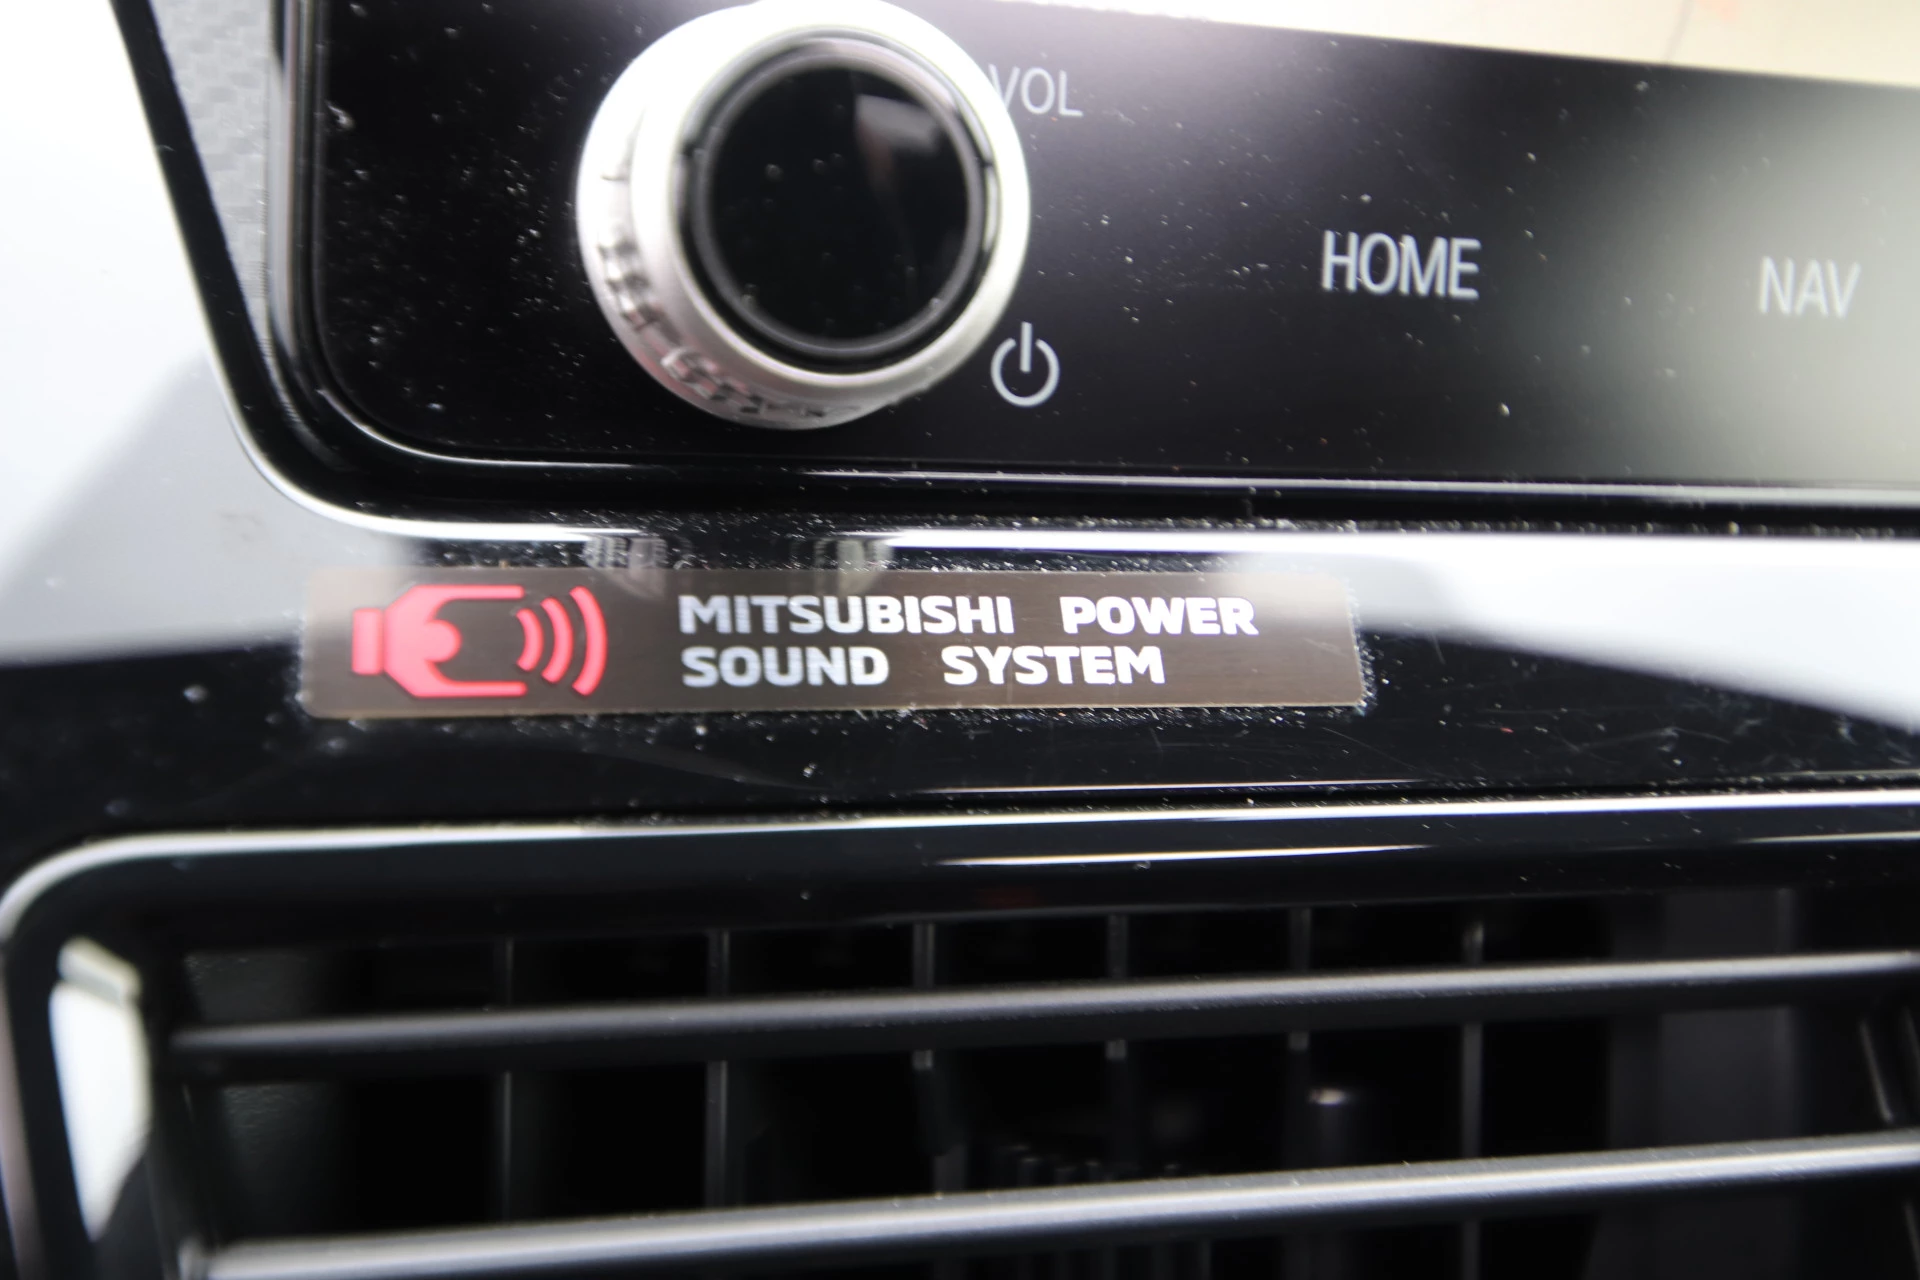 VOL
HOME
NAV
MITSUBISHI POWER
SOUND SYSTEM